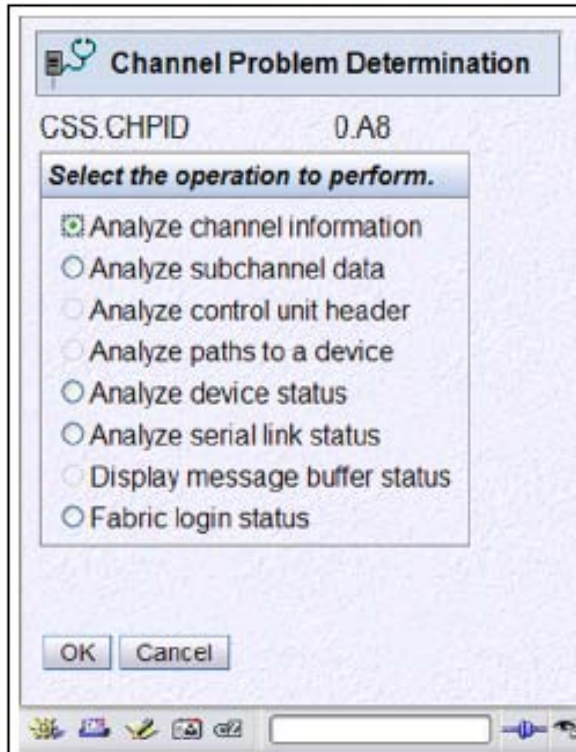 Channel Problem Determination
CSS.CHPID 0.A8
Select the operation to perform.
Analyze channel information
Analyze subchannel data
Analyze control unit header
Analyze paths to a device
Analyze device status
Analyze serial link status
Display message buffer status
Fabric login status
OK Cancel